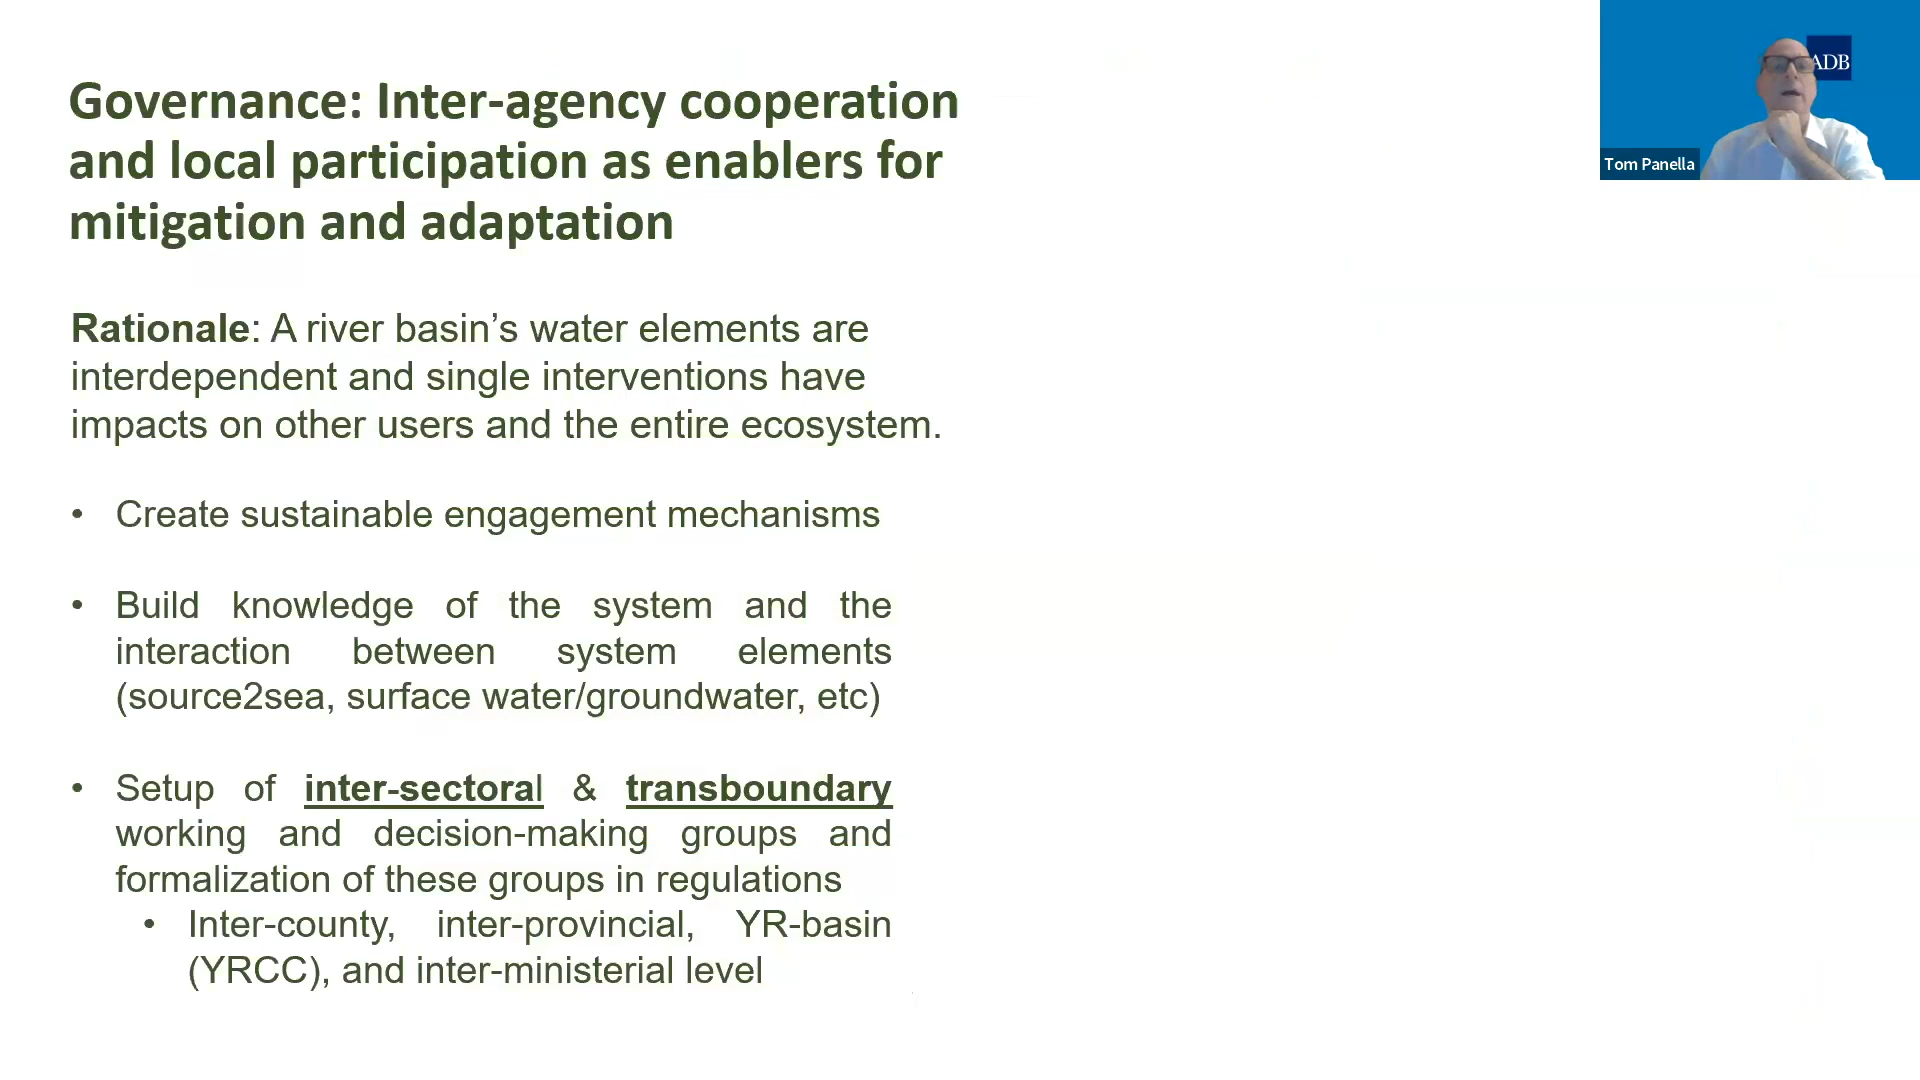 Governance: Inter-agency cooperation
and local participation as enablers for
mitigation and adaptation
ADB
Tom Panella
Rationale: A river basin’s water elements are
interdependent and single interventions have
impacts on other users and the entire ecosystem.
• Create sustainable engagement mechanisms
• Build knowledge of the system and the
interaction between system elements
(source2sea, surface water/groundwater, etc)
• Setup of inter-sectoral & transboundary
working and decision-making groups and
formalization of these groups in regulations
• Inter-county, inter-provincial, YR-basin
(YRCC), and inter-ministerial level